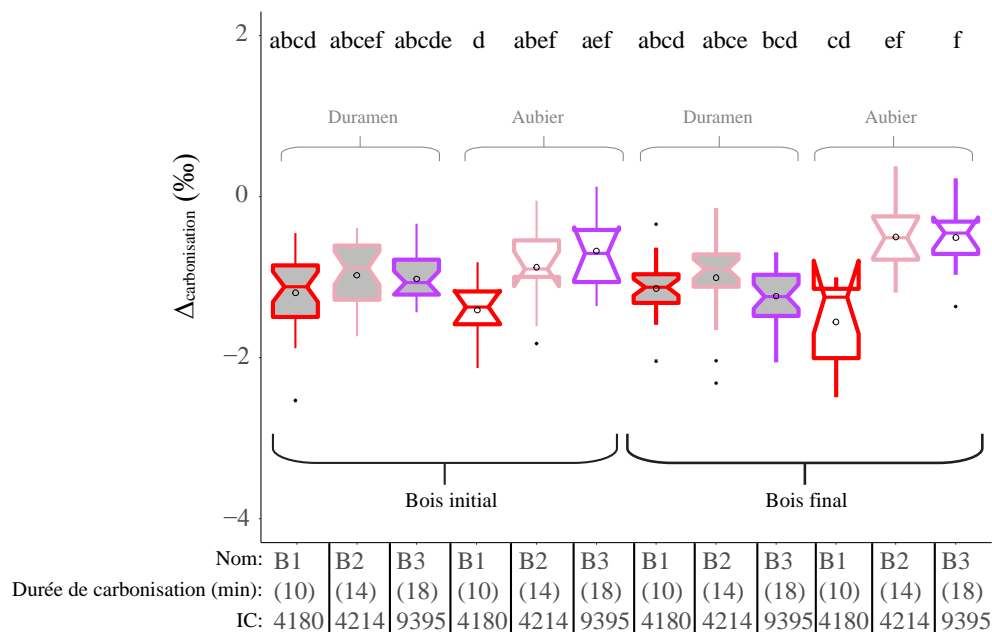 2
abcd abcef abcde d abef aef abcd abce bcd cd ef f
Duramen Aubier Duramen Aubier
Δcarbonisation (‰)
0
−2
Bois initial Bois final
−4
Nom: B1 B2 B3 B1 B2 B3 B1 B2 B3 B1 B2 B3
Durée de carbonisation (min): (10) (14) (18) (10) (14) (18) (10) (14) (18) (10) (14) (18)
IC: 4180 4214 9395 4180 4214 9395 4180 4214 9395 4180 4214 9395